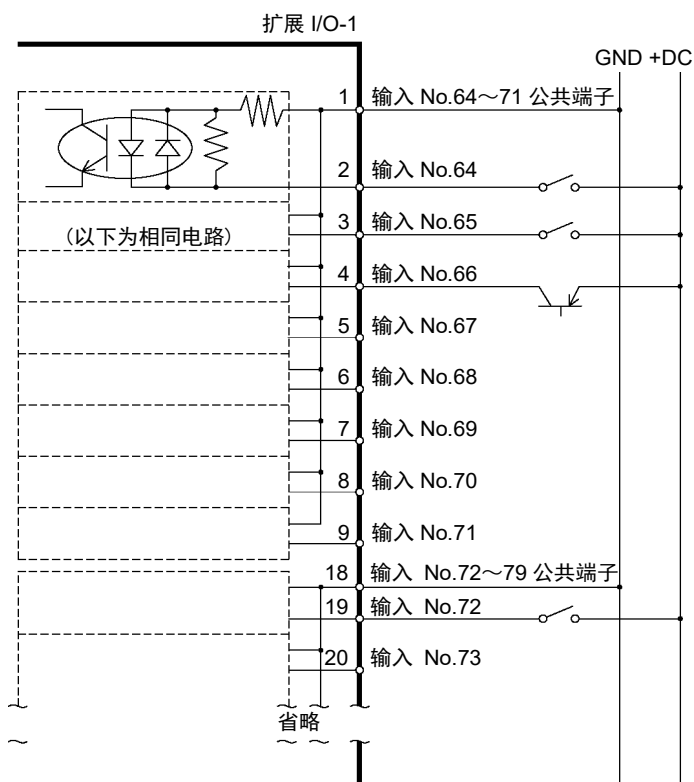 扩展 I/O-1
GND +DC
1 输入 No.64～71 公共端子
2 输入 No.64
3 输入 No.65
(以下为相同电路)
4 输入 No.66
5 输入 No.67
6 输入 No.68
7 输入 No.69
8 输入 No.70
9 输入 No.71
18 输入 No.72～79 公共端子
19 输入 No.72
20 输入 No.73
省略